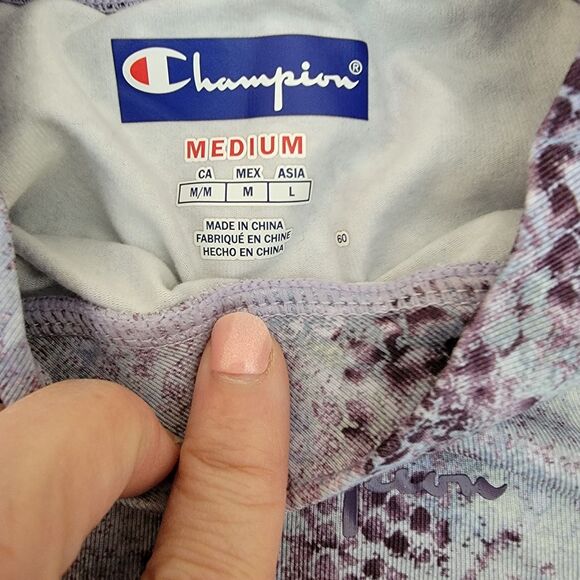 Champion®
MEDIUM
CA MEX ASIA
M/M M L
MADE IN CHINA
FABRIQUÉ EN CHINE
HECHO EN CHINA
60